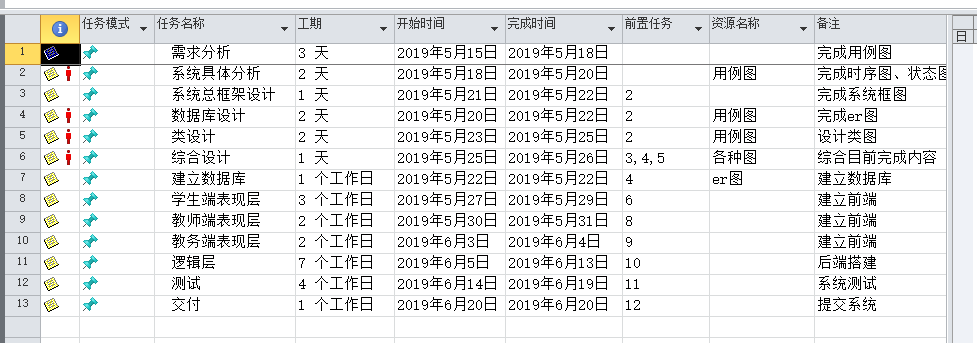 任务模式 任务名称 工期 开始时间 完成时间 前置任务 资源名称 备注 日
1 需求分析 3 天 2019年5月15日 2019年5月18日 完成用例图
2 系统具体分析 2 天 2019年5月18日 2019年5月20日 用例图 完成时序图、状态图
3 系统总框架设计 1 天 2019年5月21日 2019年5月22日 2 完成系统框图
4 数据库设计 2 天 2019年5月20日 2019年5月22日 2 用例图 完成er图
5 类设计 2 天 2019年5月23日 2019年5月25日 2 用例图 设计类图
6 综合设计 1 天 2019年5月25日 2019年5月26日 3,4,5 各种图 综合目前完成内容
7 建立数据库 1 个工作日 2019年5月22日 2019年5月22日 4 er图 建立数据库
8 学生端表现层 3 个工作日 2019年5月27日 2019年5月29日 6 建立前端
9 教师端表现层 2 个工作日 2019年5月30日 2019年5月31日 8 建立前端
10 教务端表现层 2 个工作日 2019年6月3日 2019年6月4日 9 建立前端
11 逻辑层 7 个工作日 2019年6月5日 2019年6月13日 10 后端搭建
12 测试 4 个工作日 2019年6月14日 2019年6月19日 11 系统测试
13 交付 1 个工作日 2019年6月20日 2019年6月20日 12 提交系统